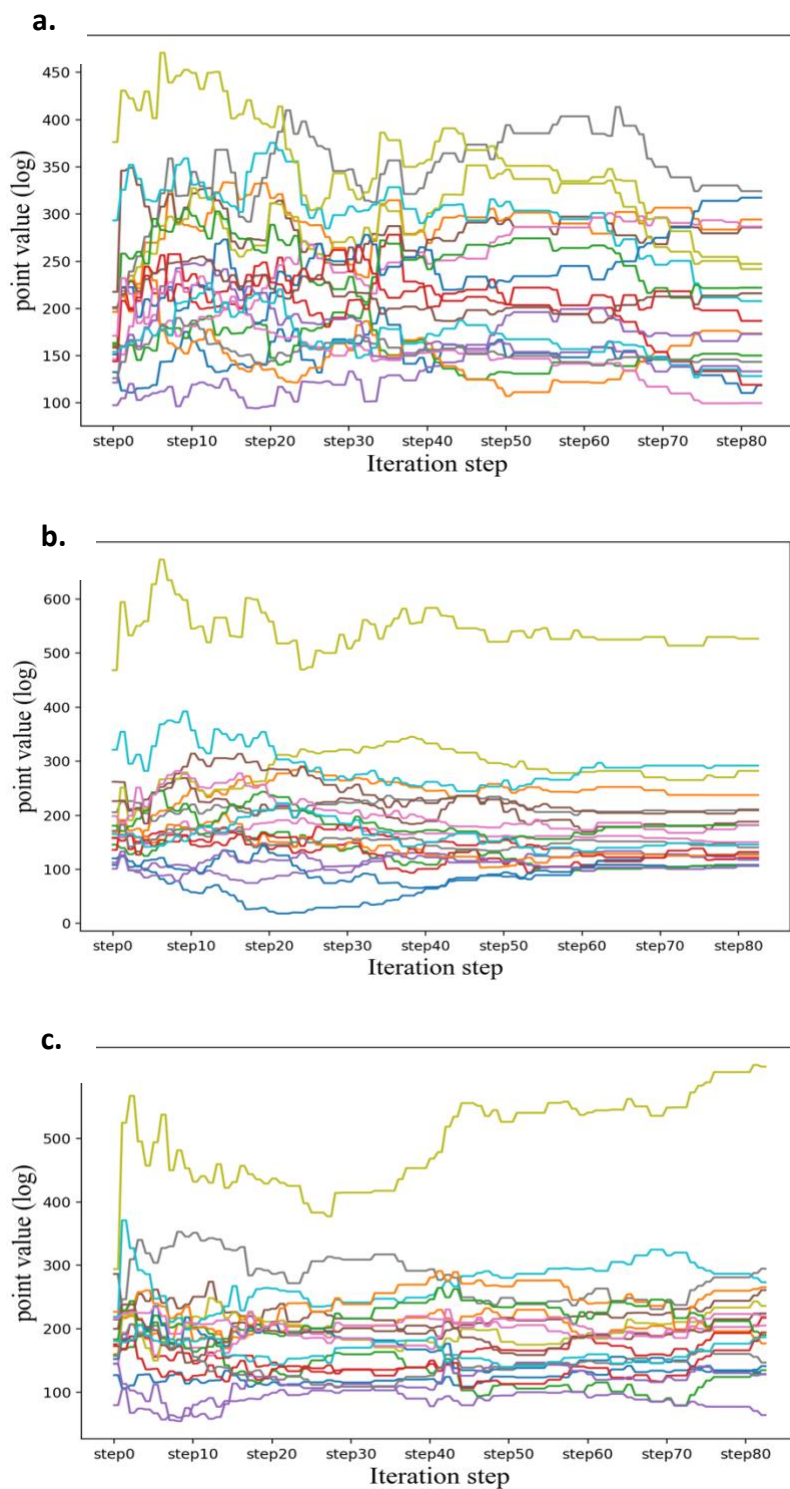 a.
450
400
350
300
250
200
150
100
point value (log)
step0 step10 step20 step30 step40 step50 step60 step70 step80
Iteration step
b.
600
500
400
300
200
100
0
point value (log)
step0 step10 step20 step30 step40 step50 step60 step70 step80
Iteration step
c.
500
400
300
200
100
point value (log)
step0 step10 step20 step30 step40 step50 step60 step70 step80
Iteration step